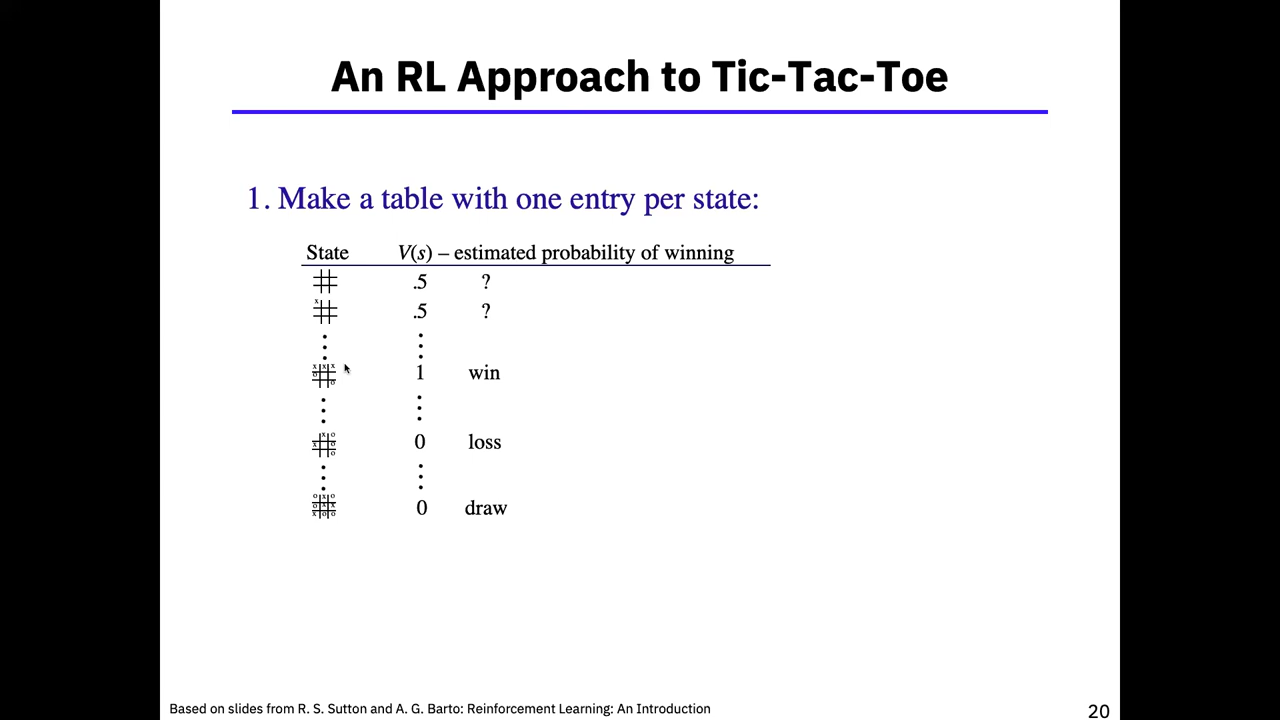 An RL Approach to Tic-Tac-Toe
1. Make a table with one entry per state:
State V(s) – estimated probability of winning
.5 ?
x .5 ?
x x x
o
o 1 win
x o
x o
o 0 loss
o x o
o x x
x o o 0 draw
Based on slides from R. S. Sutton and A. G. Barto: Reinforcement Learning: An Introduction 20